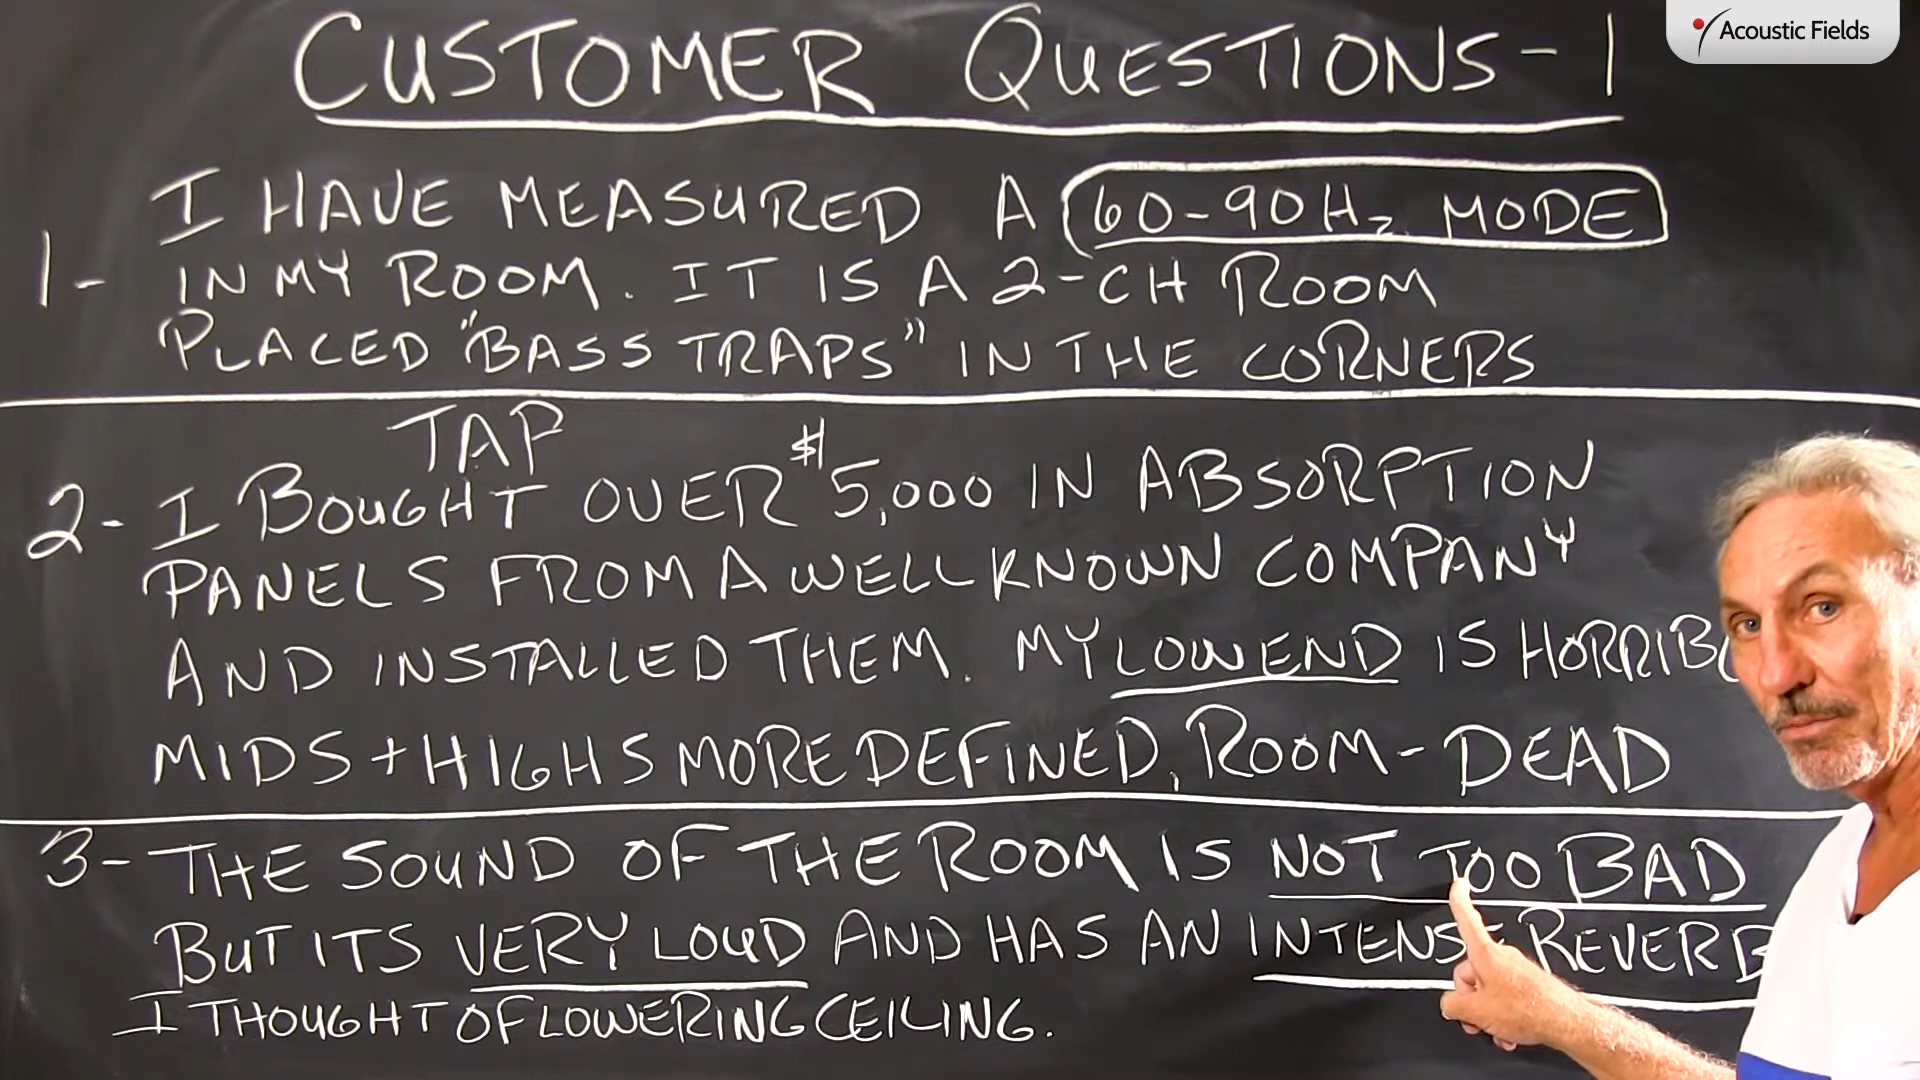 Acoustic Fields
CUSTOMER QUESTIONS - 1
I HAVE MEASURED A 60-90Hz MODE
1- IN MY ROOM. IT IS A 2-CH ROOM
PLACED "BASS TRAPS" IN THE CORNERS
TAP
2- I BOUGHT OVER $5,000 IN ABSORPTION
PANELS FROM A WELL KNOWN COMPANY
AND INSTALLED THEM. MY LOW END IS
MIDS + HIGHS MORE DEFINED, ROOM - DEAD
3- THE SOUND OF THE ROOM IS NOT TOO BAD
BUT ITS VERY LOUD AND HAS AN INTENSE REVERB
I THOUGHT OF LOWERING CEILING.